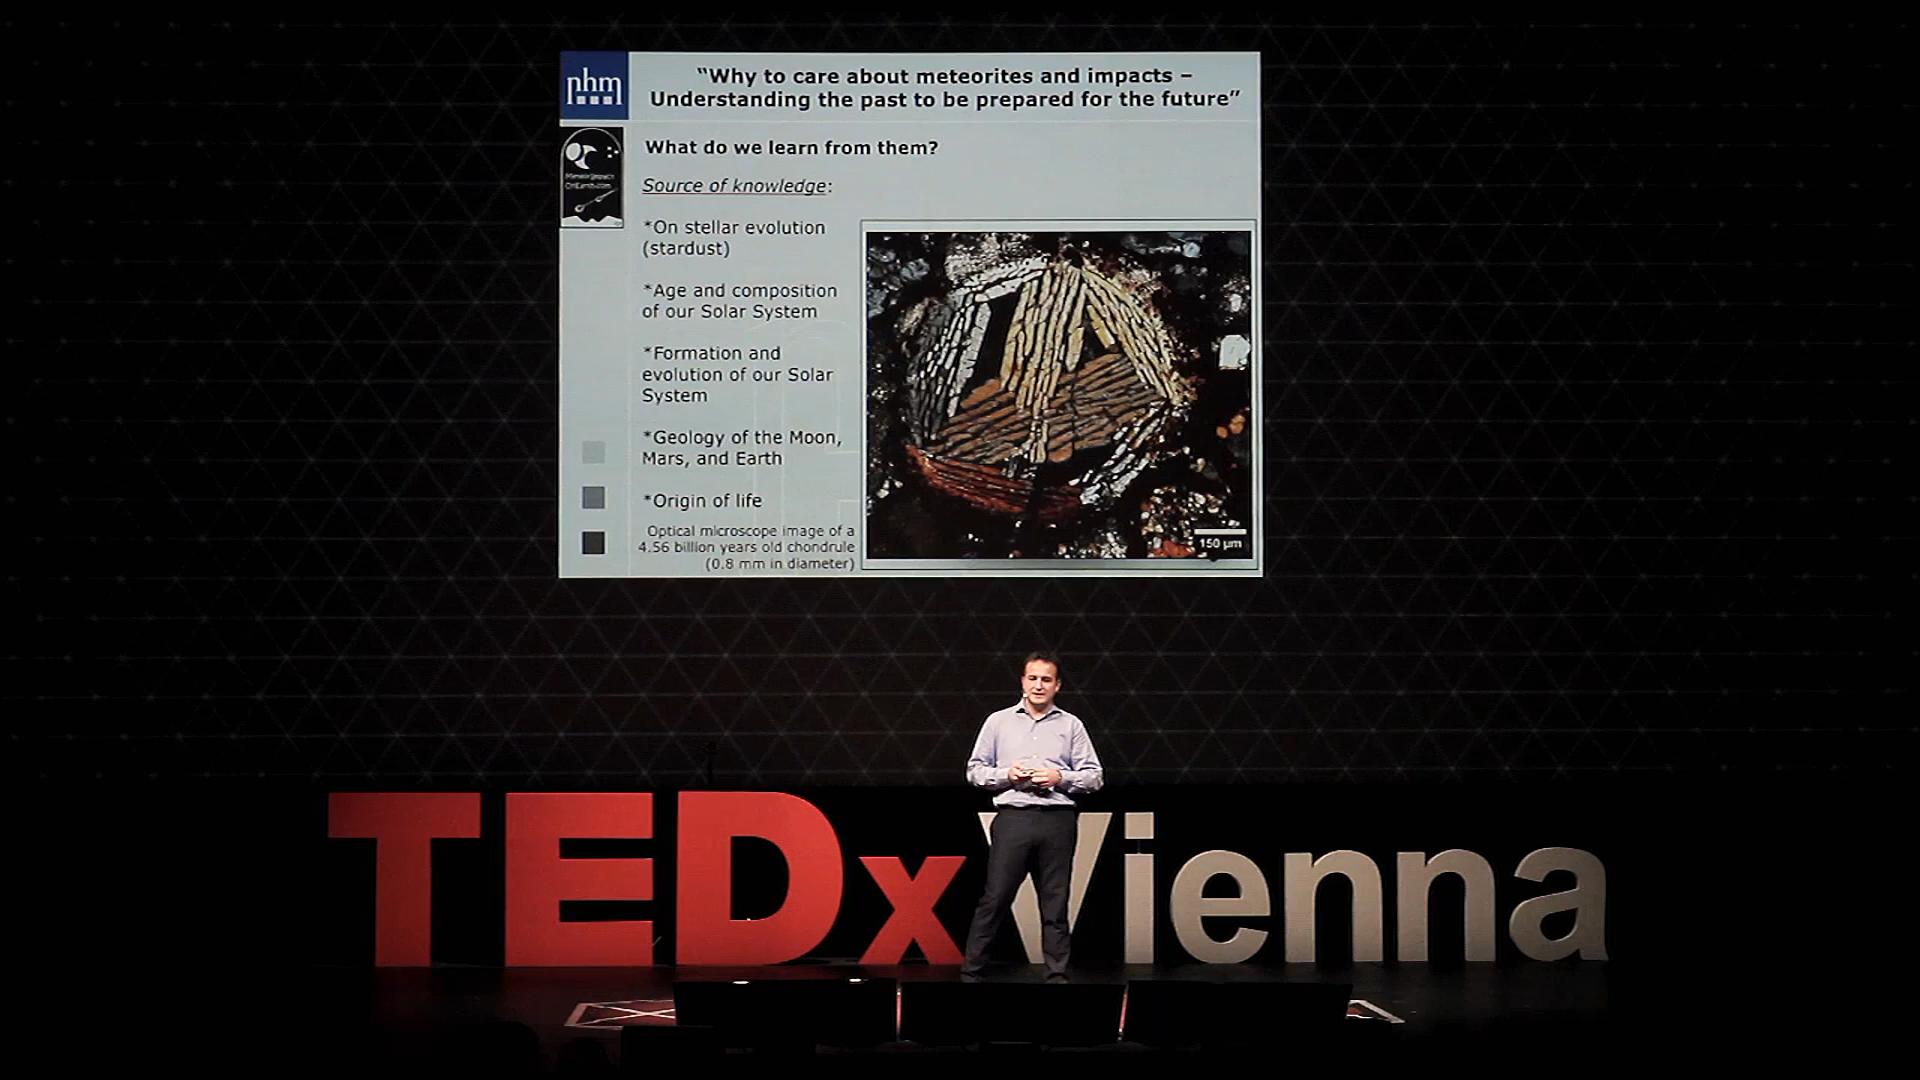 nhm
“Why to care about meteorites and impacts –
Understanding the past to be prepared for the future”
What do we learn from them?
Source of knowledge:
*On stellar evolution
(stardust)
*Age and composition
of our Solar System
*Formation and
evolution of our Solar
System
*Geology of the Moon,
Mars, and Earth
*Origin of life
Optical microscope image of a
4.56 billion years old chondrule
(0.8 mm in diameter)
150 µm
TEDxVienna